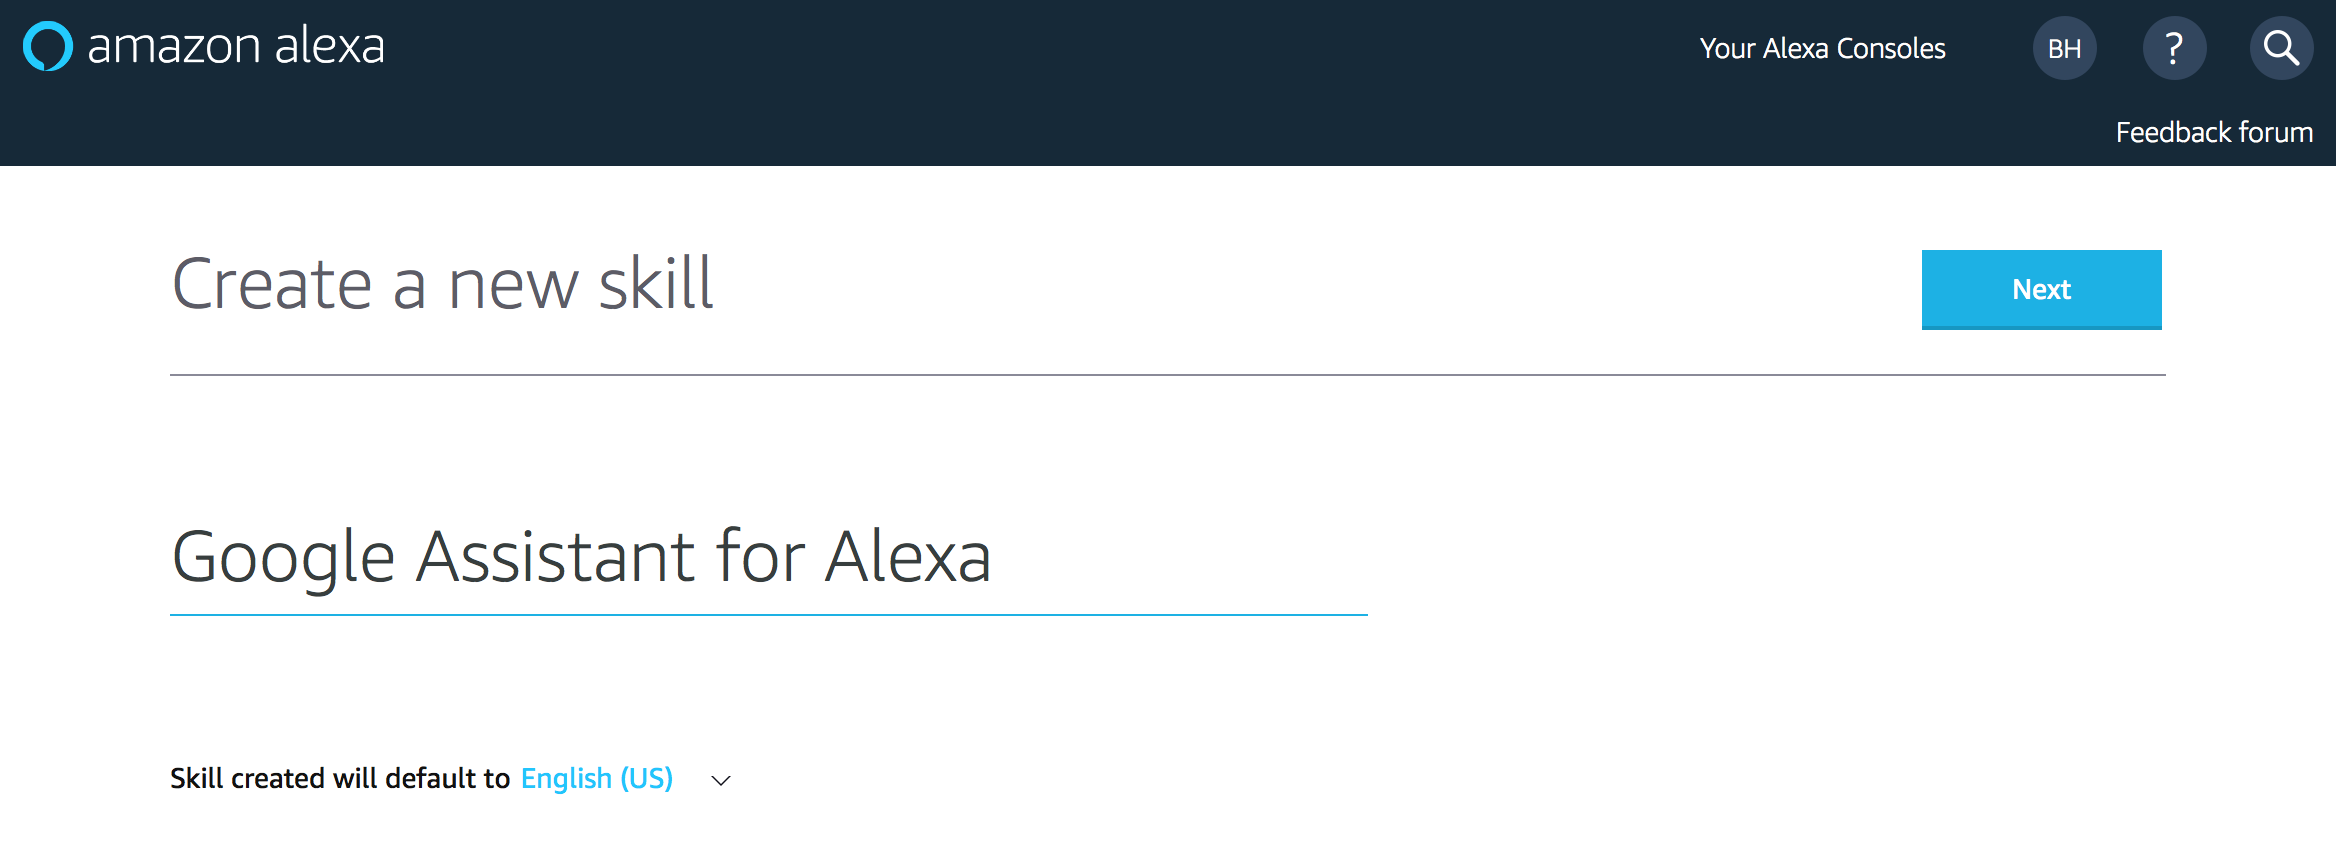 amazon alexa
Your Alexa Consoles
BH
?
Feedback forum
Create a new skill
Next
Google Assistant for Alexa
Skill created will default to English (US)